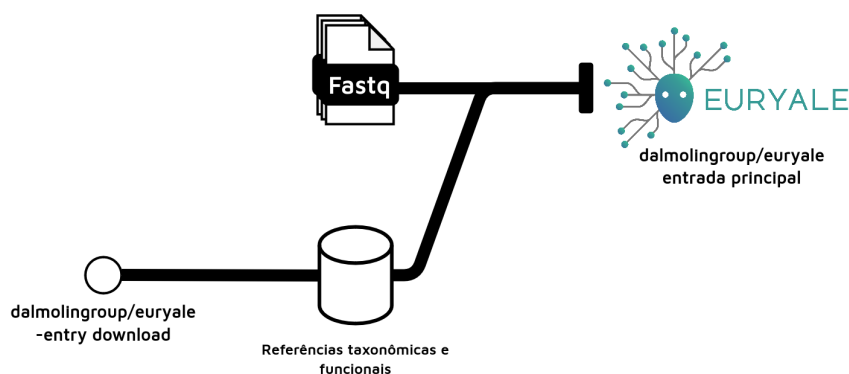 Fastq
EURYALE
dalmolingroup/euryale
entrada principal
dalmolingroup/euryale
-entry download
Referências taxonômicas e
funcionais